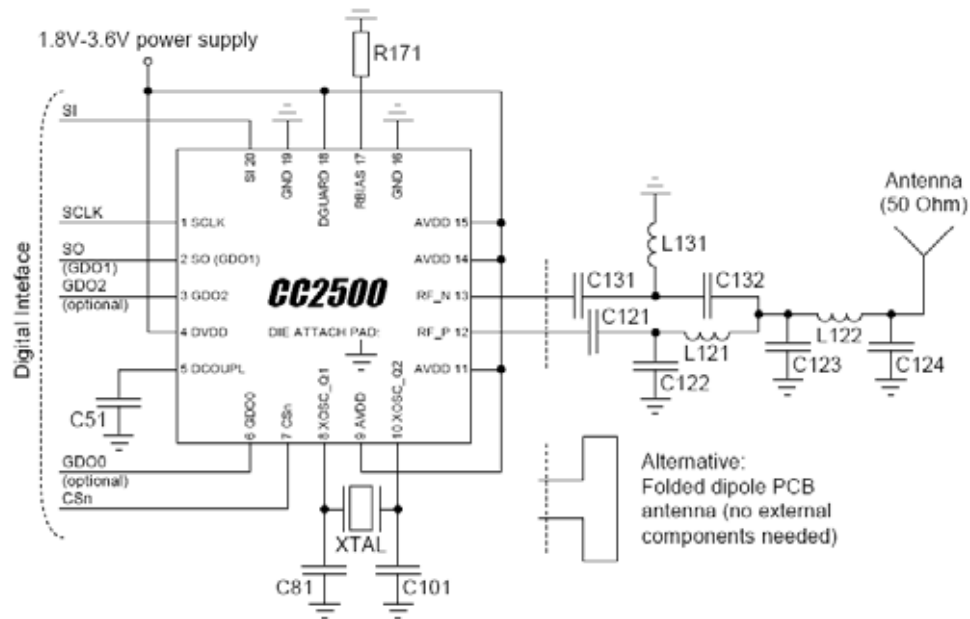 1.8V-3.6V power supply
R171
SI
SI 20
GND 19
DGUARD 18
RBIAS 17
GND 16
Antenna
(50 Ohm)
SCLK
1 SCLK
AVDD 15
L131
SO
(GDO1)
2 SO (GDO1)
AVDD 14
C131
C132
GDO2
(optional)
3 GDO2
CC2500
RF_N 13
C121
4 DVDD
DIE ATTACH PAD:
RF_P 12
L121
L122
5 DCOUPL
AVDD 11
C122
C123
C124
Digital Inteface
C51
6 GDO0
7 CSn
8 XOSC_Q1
9 AVDD
10 XOSC_Q2
GDO0
(optional)
CSn
XTAL
C81
C101
Alternative:
Folded dipole PCB
antenna (no external
components needed)